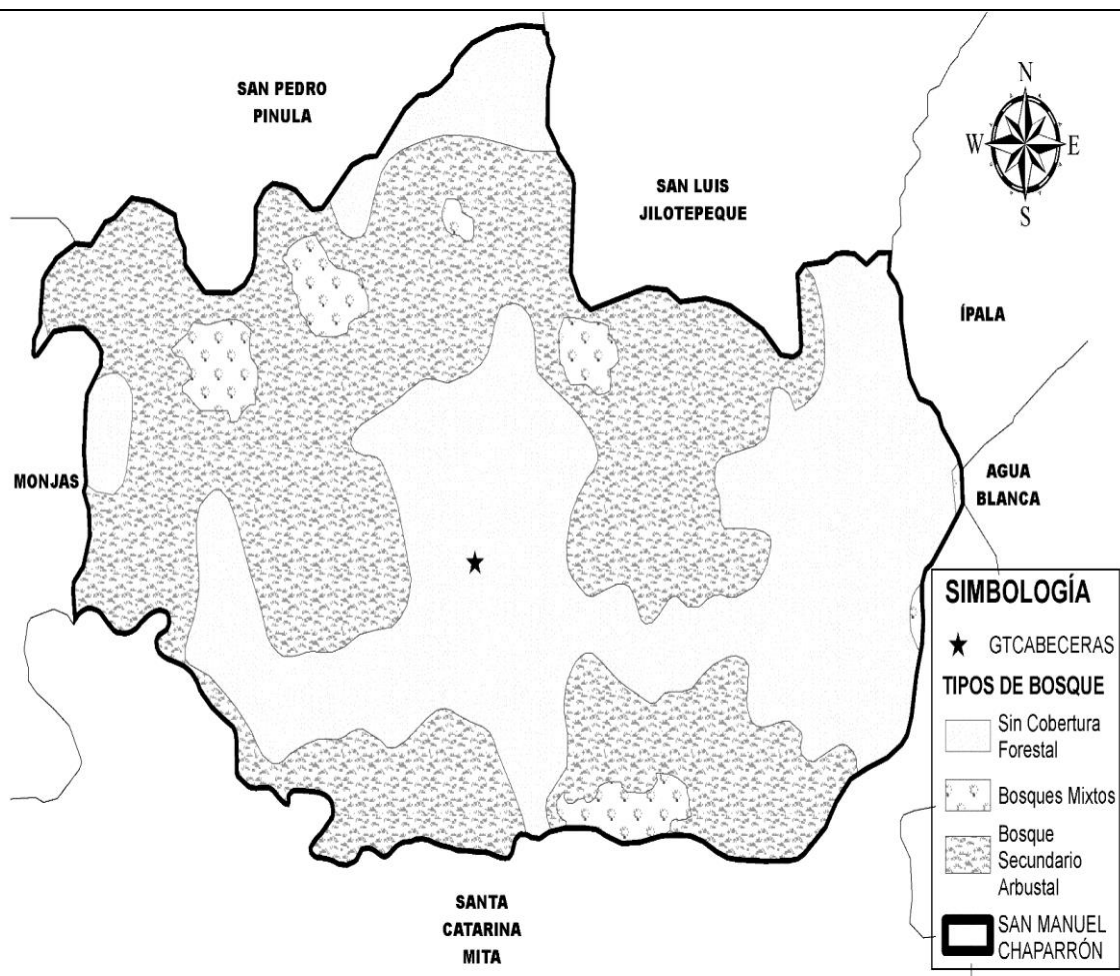 SAN PEDRO
PINULA
N
W
E
S
SAN LUIS
JILOTEPEQUE
ÍPALA
MONJAS
AGUA
BLANCA
SIMBOLOGÍA
GTCABECERAS
TIPOS DE BOSQUE
Sin Cobertura
Forestal
Bosques Mixtos
Bosque
Secundario
Arbustal
SAN MANUEL
CHAPARRÓN
SANTA
CATARINA
MITA